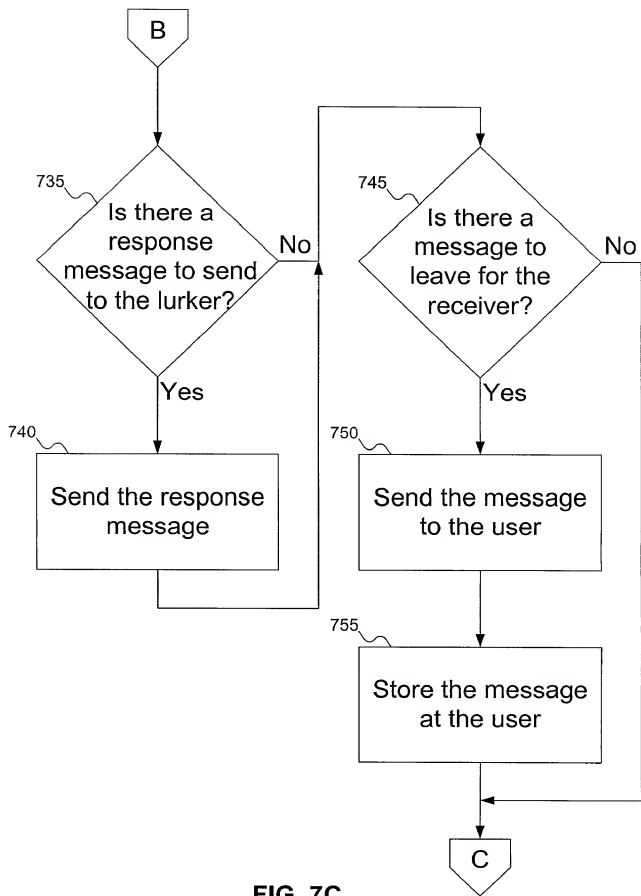 B
735
Is there a
response
message to send
to the lurker?
No
Yes
740
Send the response
message
745
Is there a
message to
leave for the
receiver?
No
Yes
750
Send the message
to the user
755
Store the message
at the user
C
FIG. 7C